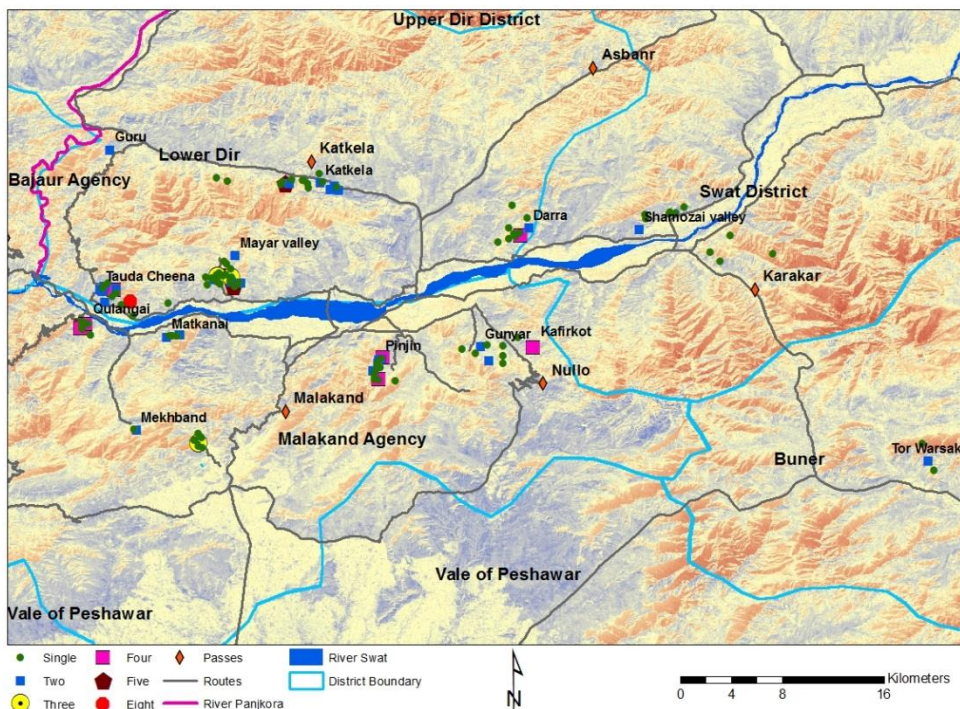 Upper Dir District
Asbanr
Guru
Katkela
Lower Dir
Katkela
Bajaur Agency
Swat District
Darra
Shamozai valley
Mayar valley
Tauda Cheena
Karakar
Qulangai
Matkanai
Gunyar
Kafirkot
Pinjin
Nullo
Malakand
Mekhband
Malakand Agency
Tor Warsak
Buner
Vale of Peshawar
Vale of Peshawar
Single
Four
Passes
River Swat
Two
Five
Routes
District Boundary
Three
Eight
River Panjkora
N
Kilometers
0 2 4 8 16